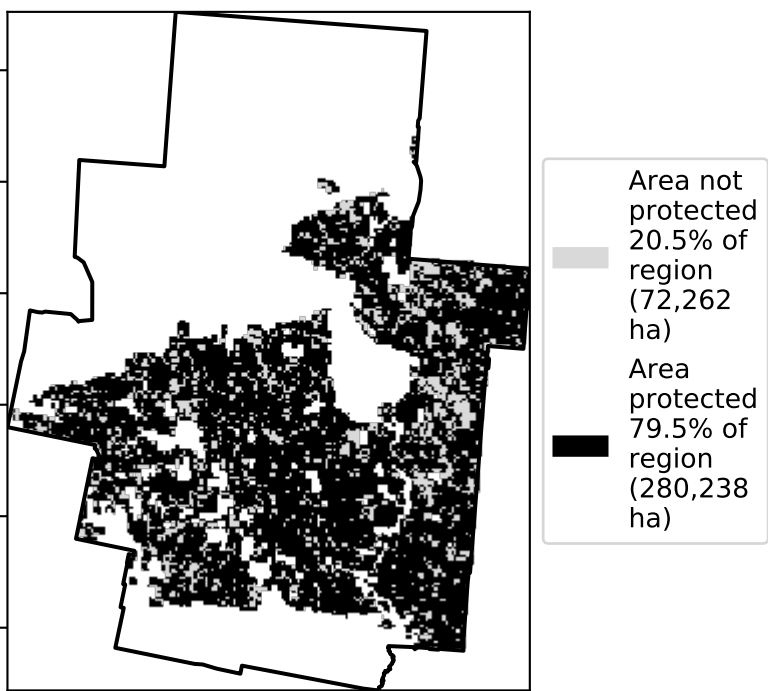 Area not
protected
20.5% of
region
(72,262
ha)
Area
protected
79.5% of
region
(280,238
ha)